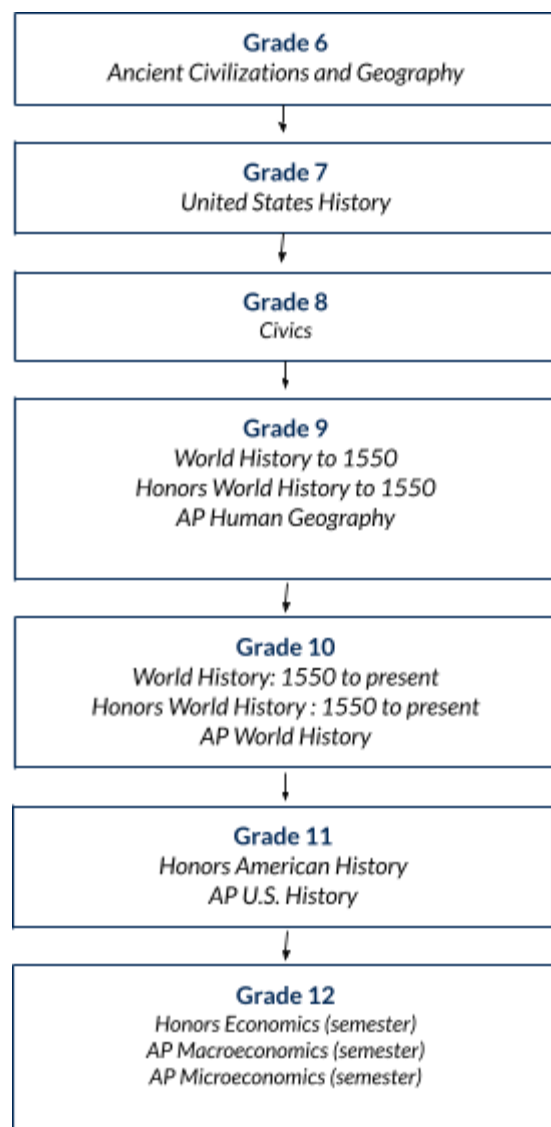 Grade 6
Ancient Civilizations and Geography
Grade 7
United States History
Grade 8
Civics
Grade 9
World History to 1550
Honors World History to 1550
AP Human Geography
Grade 10
World History: 1550 to present
Honors World History : 1550 to present
AP World History
Grade 11
Honors American History
AP U.S. History
Grade 12
Honors Economics (semester)
AP Macroeconomics (semester)
AP Microeconomics (semester)